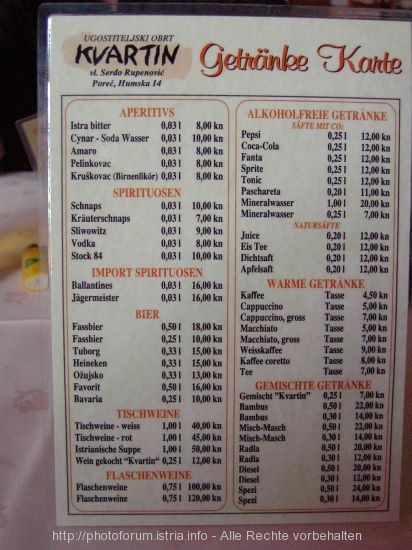 UGOSTITELJSKI OBRT
KVARTIN
vl. Serđo Rupenović
Poreč, Humska 14
Getränke Karte
APERITIVS
Istra bitter 0,03 l 8,00 kn
Cynar - Soda Wasser 0,03 l 10,00 kn
Amaro 0,03 l 8,00 kn
Pelinkovac 0,03 l 8,00 kn
Kruškovac (Birnenlikör) 0,03 l 8,00 kn
SPIRITUOSEN
Schnaps 0,03 l 10,00 kn
Kräuterschnaps 0,03 l 7,00 kn
Sliwowitz 0,03 l 9,00 kn
Vodka 0,03 l 8,00 kn
Stock 84 0,03 l 10,00 kn
IMPORT SPIRITUOSEN
Ballantines 0,03 l 16,00 kn
Jägermeister 0,03 l 16,00 kn
BIER
Fassbier 0,50 l 18,00 kn
Fassbier 0,25 l 10,00 kn
Tuborg 0,33 l 15,00 kn
Heineken 0,33 l 15,00 kn
Ožujsko 0,33 l 13,00 kn
Favorit 0,50 l 16,00 kn
Bavaria 0,25 l 10,00 kn
TISCHWEINE
Tischweine - weiss 1,00 l 40,00 kn
Tischweine - rot 1,00 l 45,00 kn
Istrianische Suppe 1,00 l 50,00 kn
Wein gekocht "Kvartin" 0,25 l 12,00 kn
FLASCHENWEINE
Flaschenweine 0,75 l 100,00 kn
Flaschenweine 0,75 l 120,00 kn
ALKOHOLFREIE GETRÄNKE
SÄFTE MIT CO2:
Pepsi 0,25 l 12,00 kn
Coca-Cola 0,25 l 12,00 kn
Fanta 0,25 l 12,00 kn
Sprite 0,25 l 12,00 kn
Tonic 0,25 l 12,00 kn
Paschareta 0,20 l 11,00 kn
Mineralwasser 1,00 l 20,00 kn
Mineralwasser 0,25 l 7,00 kn
NATURSÄFTE
Juice 0,20 l 12,00 kn
Eis Tee 0,20 l 12,00 kn
Dichtsaft 0,20 l 12,00 kn
Apfelsaft 0,20 l 12,00 kn
WARME GETRÄNKE
Kaffee Tasse 4,50 kn
Cappuccino Tasse 5,00 kn
Cappuccino, gross Tasse 7,00 kn
Macchiato Tasse 5,00 kn
Macchiato, gross Tasse 7,00 kn
Weisskaffee Tasse 9,00 kn
Kaffee coretto Tasse 8,00 kn
Tee Tasse 7,00 kn
GEMISCHTE GETRÄNKE
Gemischt "Kvartin" 0,25 l 7,00 kn
Bambus 0,50 l 22,00 kn
Bambus 0,30 l 14,00 kn
Misch-Masch 0,50 l 22,00 kn
Misch-Masch 0,30 l 14,00 kn
Radla 0,50 l 20,00 kn
Radla 0,30 l 12,00 kn
Diesel 0,50 l 20,00 kn
Diesel 0,30 l 12,00 kn
Spezi 0,50 l 24,00 kn
Spezi 0,30 l 14,00 kn
http://photoforum.istria.info - Alle Rechte vorbehalten